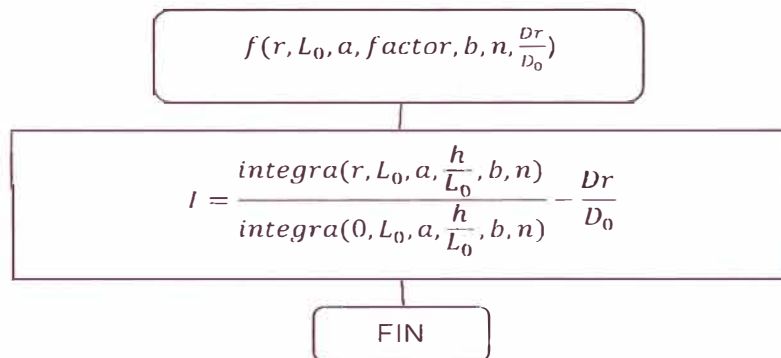 f(r, L₀, a, factor, b, n, Dr/D₀)
I = integra(r, L₀, a, h/L₀, b, n) / integra(0, L₀, a, h/L₀, b, n) − Dr/D₀
FIN